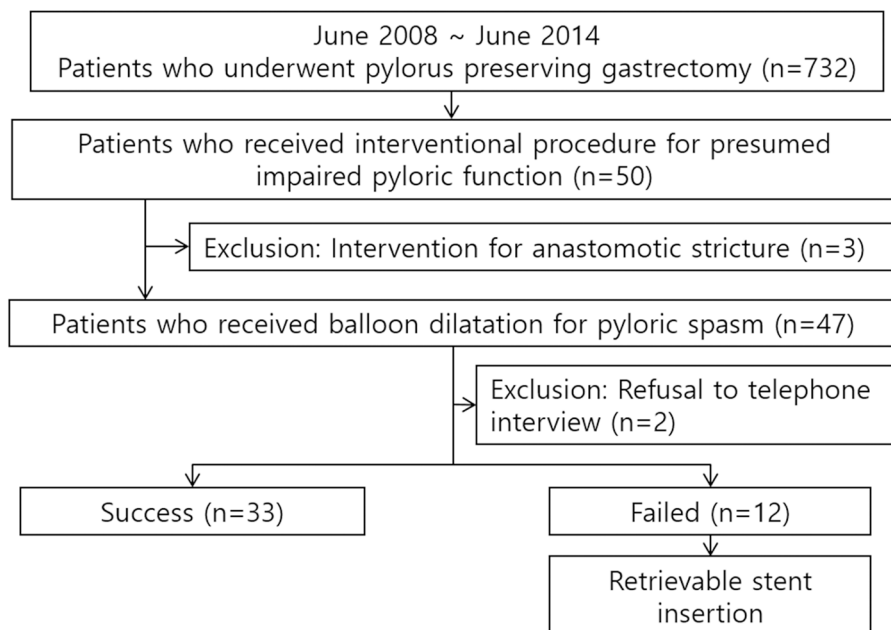 June 2008 ~ June 2014
Patients who underwent pylorus preserving gastrectomy (n=732)
Patients who received interventional procedure for presumed
impaired pyloric function (n=50)
Exclusion: Intervention for anastomotic stricture (n=3)
Patients who received balloon dilatation for pyloric spasm (n=47)
Exclusion: Refusal to telephone
interview (n=2)
Success (n=33)
Failed (n=12)
Retrievable stent
insertion